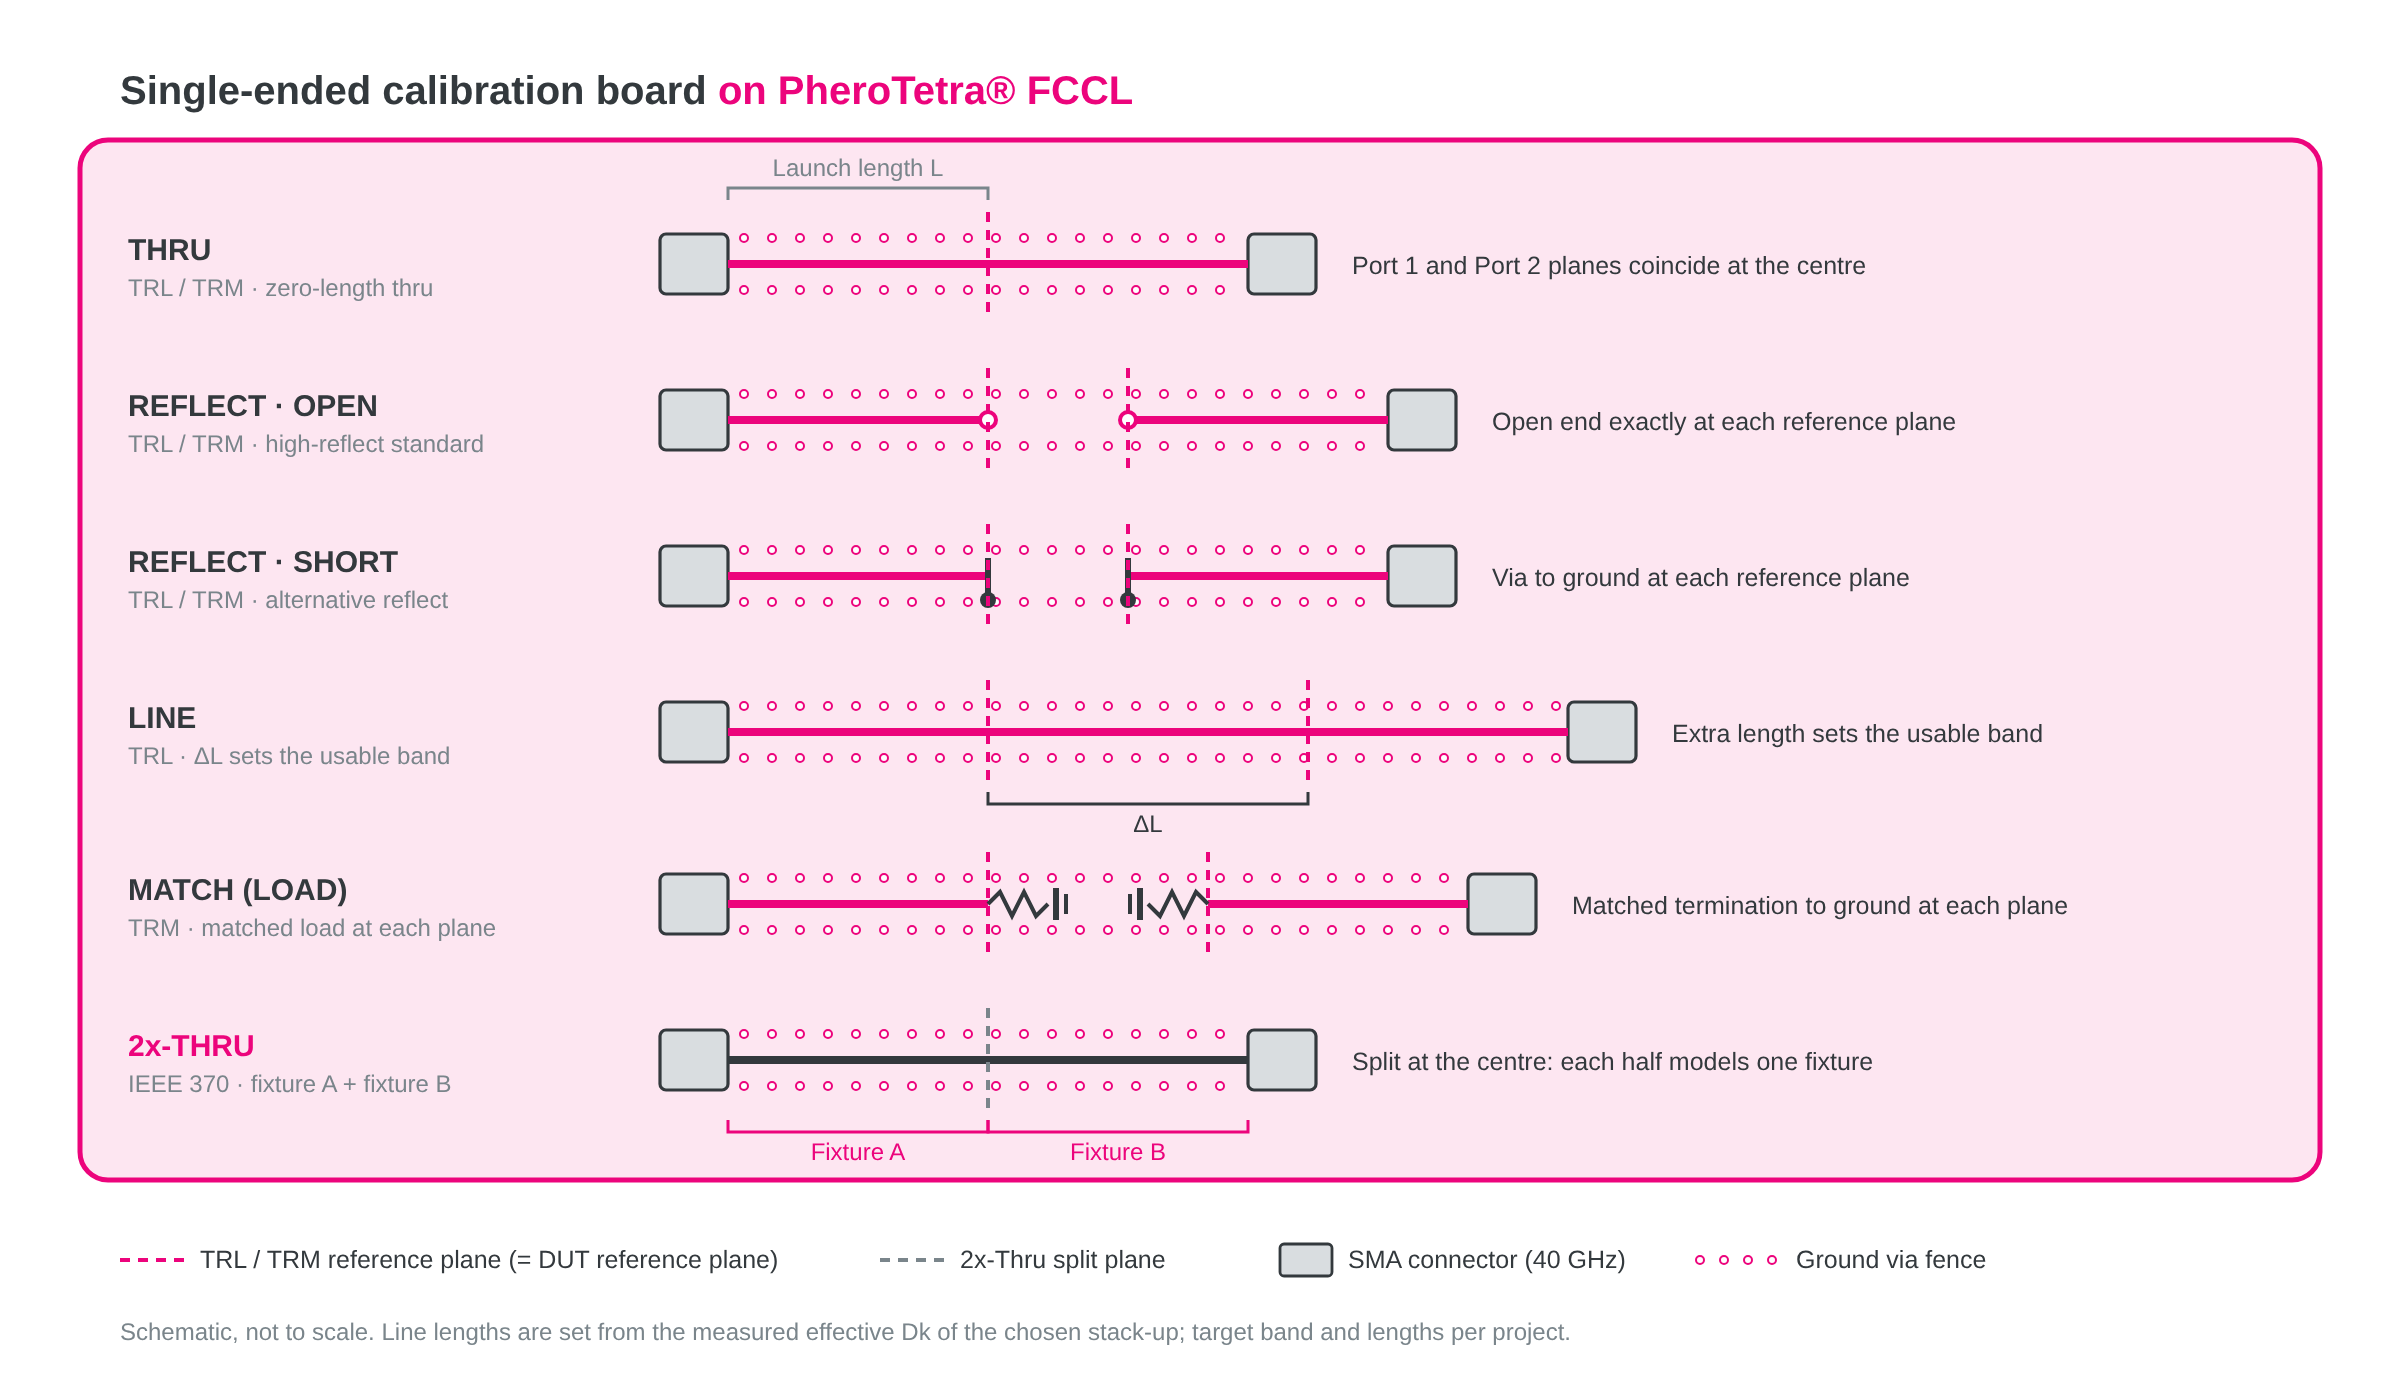 Single-ended calibration board on PheroTetra® FCCL
Launch length L
THRU
TRL / TRM · zero-length thru
Port 1 and Port 2 planes coincide at the centre
REFLECT · OPEN
TRL / TRM · high-reflect standard
Open end exactly at each reference plane
REFLECT · SHORT
TRL / TRM · alternative reflect
Via to ground at each reference plane
LINE
TRL · ΔL sets the usable band
Extra length sets the usable band
ΔL
MATCH (LOAD)
TRM · matched load at each plane
Matched termination to ground at each plane
2x-THRU
IEEE 370 · fixture A + fixture B
Split at the centre: each half models one fixture
Fixture A
Fixture B
TRL / TRM reference plane (= DUT reference plane)
2x-Thru split plane
SMA connector (40 GHz)
Ground via fence
Schematic, not to scale. Line lengths are set from the measured effective Dk of the chosen stack-up; target band and lengths per project.